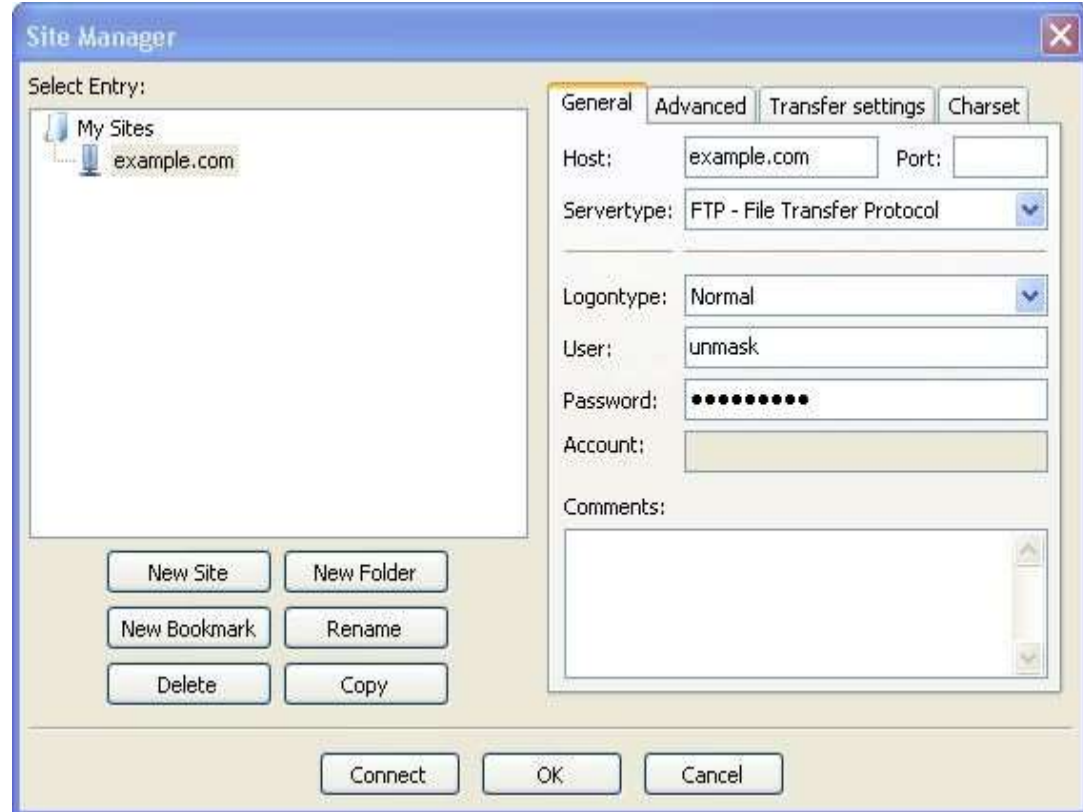 Site Manager
Select Entry:
My Sites
example.com
New Site
New Folder
New Bookmark
Rename
Delete
Copy
General
Advanced
Transfer settings
Charset
Host:
example.com
Port:
Servertype:
FTP - File Transfer Protocol
Logontype:
Normal
User:
unmask
Password:
•••••••••
Account:
Comments:
Connect
OK
Cancel